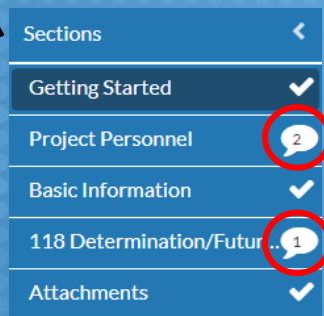 Sections
Getting Started
Project Personnel 2
Basic Information
118 Determination/Futur... 1
Attachments